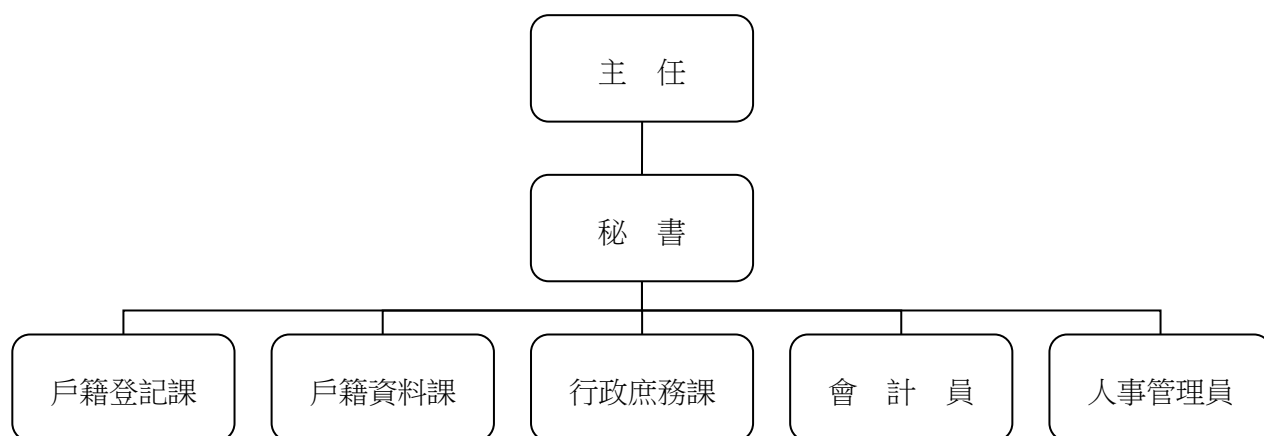 主　任
秘　書
戶籍登記課
戶籍資料課
行政庶務課
會　計　員
人事管理員